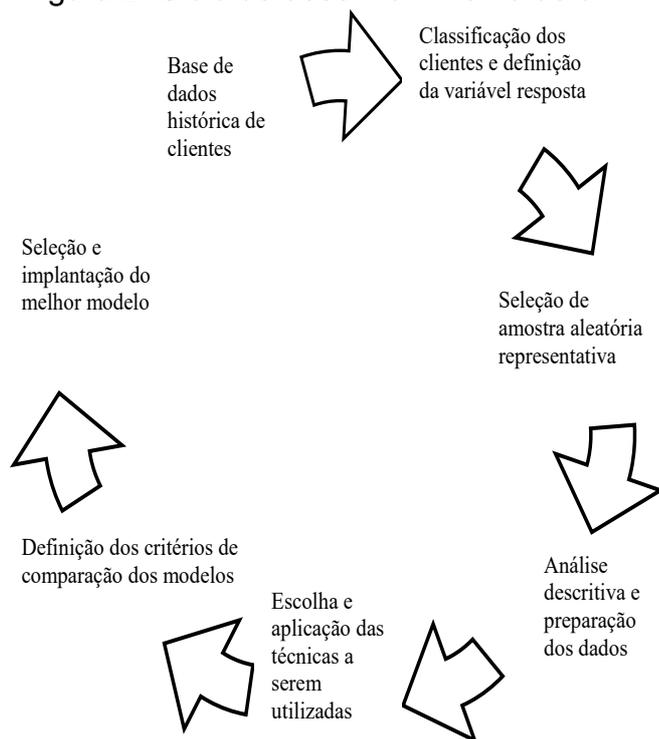 Base de
dados
histórica de
clientes
Classificação dos
clientes e definição
da variável resposta
Seleção de
amostra aleatória
representativa
Análise
descritiva e
preparação
dos dados
Escolha e
aplicação das
técnicas a
serem
utilizadas
Definição dos critérios de
comparação dos modelos
Seleção e
implantação do
melhor modelo